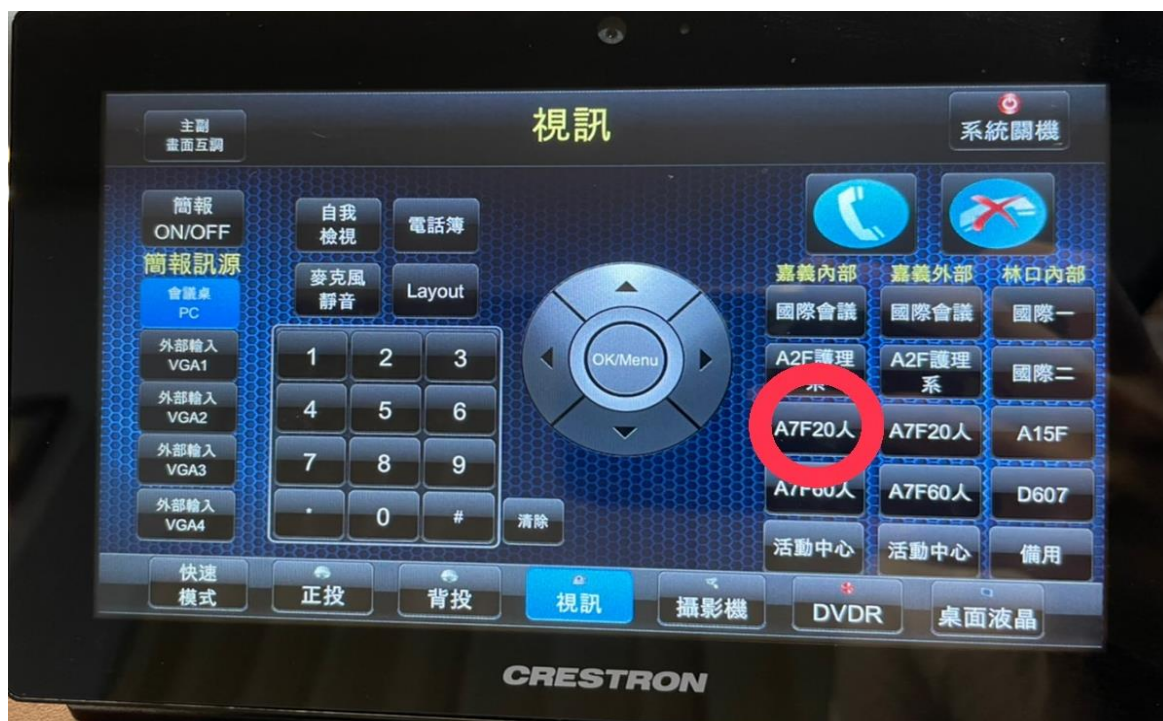 主副
畫面互調
視訊
系統關機
簡報
ON/OFF
簡報訊源
會議桌
PC
外部輸入
VGA1
外部輸入
VGA2
外部輸入
VGA3
外部輸入
VGA4
自我
檢視
電話簿
麥克風
靜音
Layout
1
2
3
4
5
6
7
8
9
*
0
#
清除
OK/Menu
嘉義內部
嘉義外部
林口內部
國際會議
國際會議
國際一
A2F護理
系
A2F護理
系
國際二
A7F20人
A7F20人
A15F
A7F60人
A7F60人
D607
活動中心
活動中心
備用
快速
模式
正投
背投
視訊
攝影機
DVDR
桌面液晶
CRESTRON